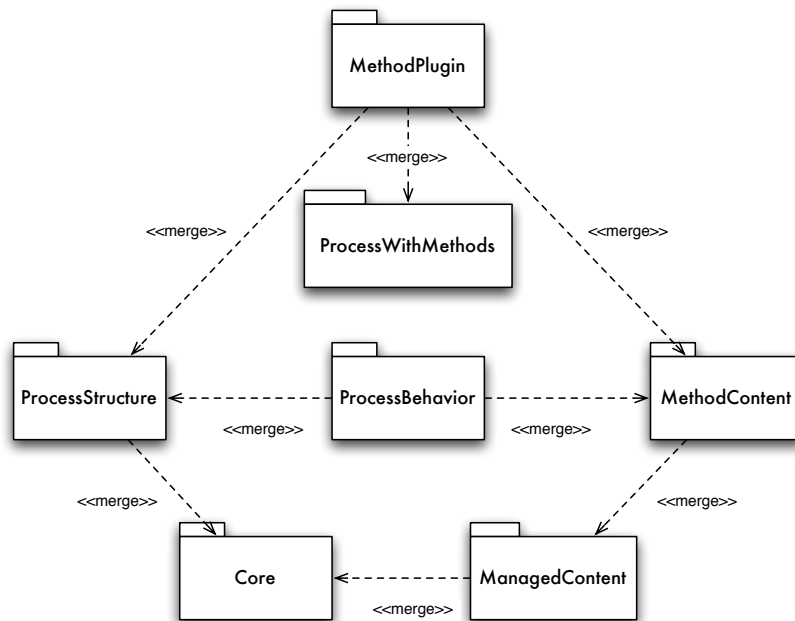 MethodPlugin
<<merge>>
ProcessWithMethods
<<merge>>
<<merge>>
ProcessStructure
ProcessBehavior
MethodContent
<<merge>>
<<merge>>
<<merge>>
<<merge>>
Core
ManagedContent
<<merge>>